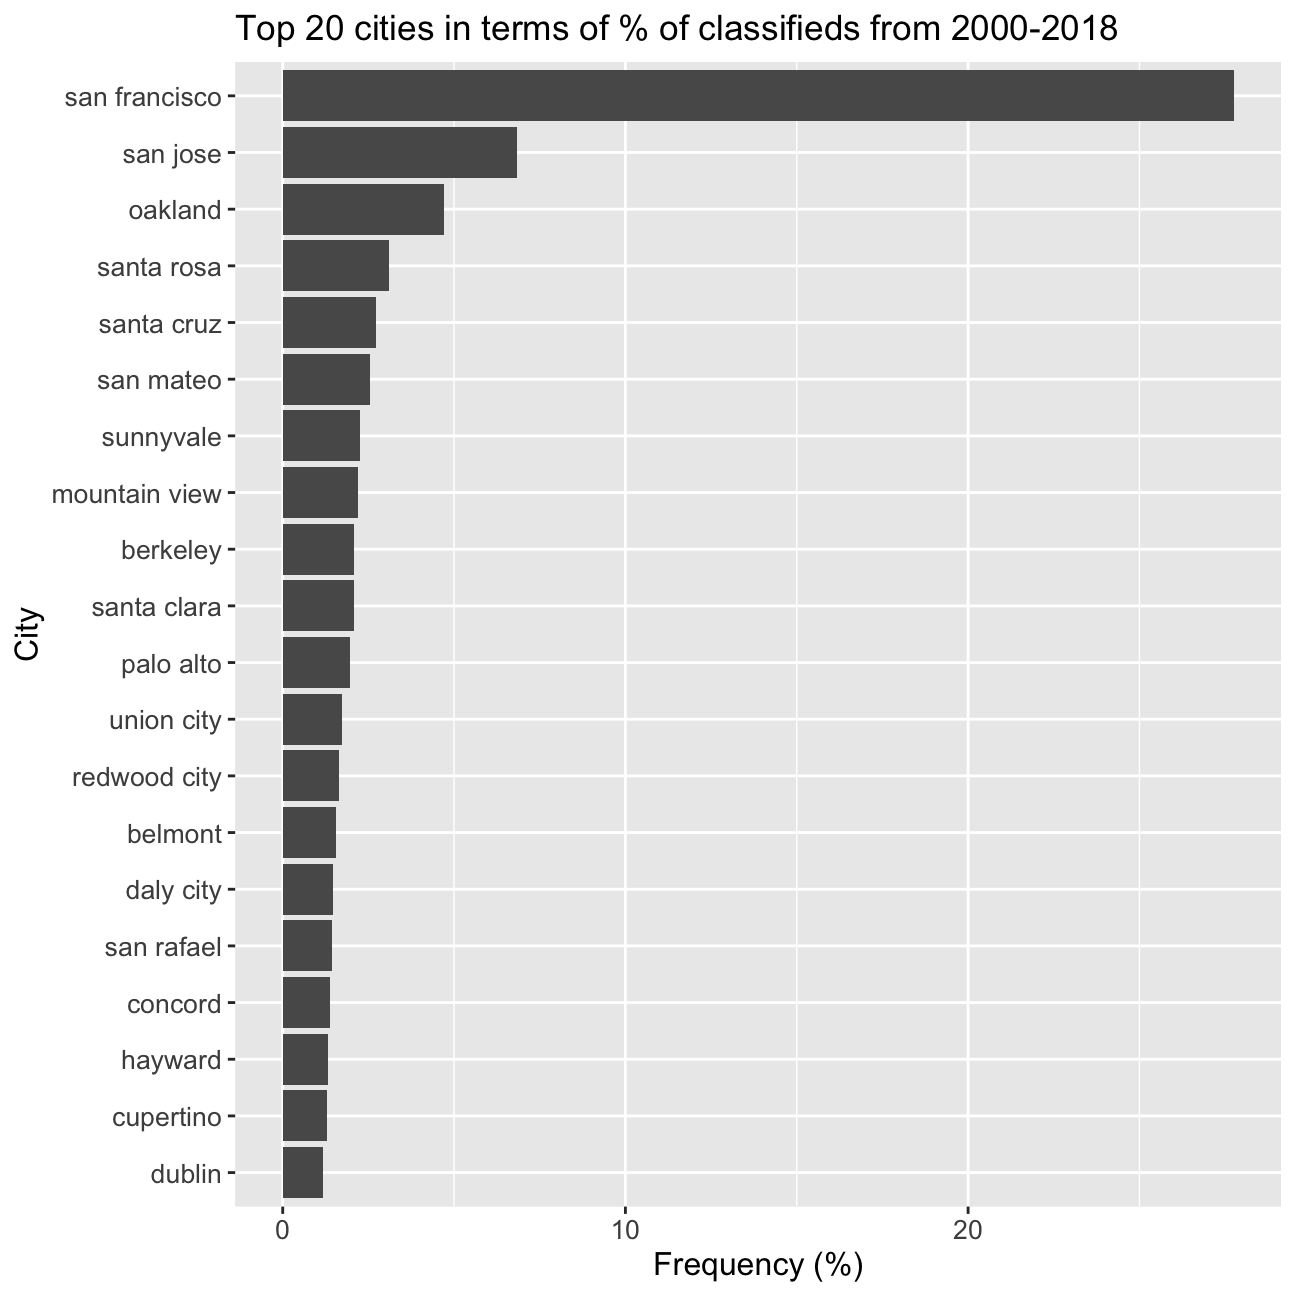 Top 20 cities in terms of % of classifieds from 2000-2018
san francisco
san jose
oakland
santa rosa
santa cruz
san mateo
sunnyvale
mountain view
berkeley
santa clara
palo alto
union city
redwood city
belmont
daly city
san rafael
concord
hayward
cupertino
dublin
City
0 10 20
Frequency (%)